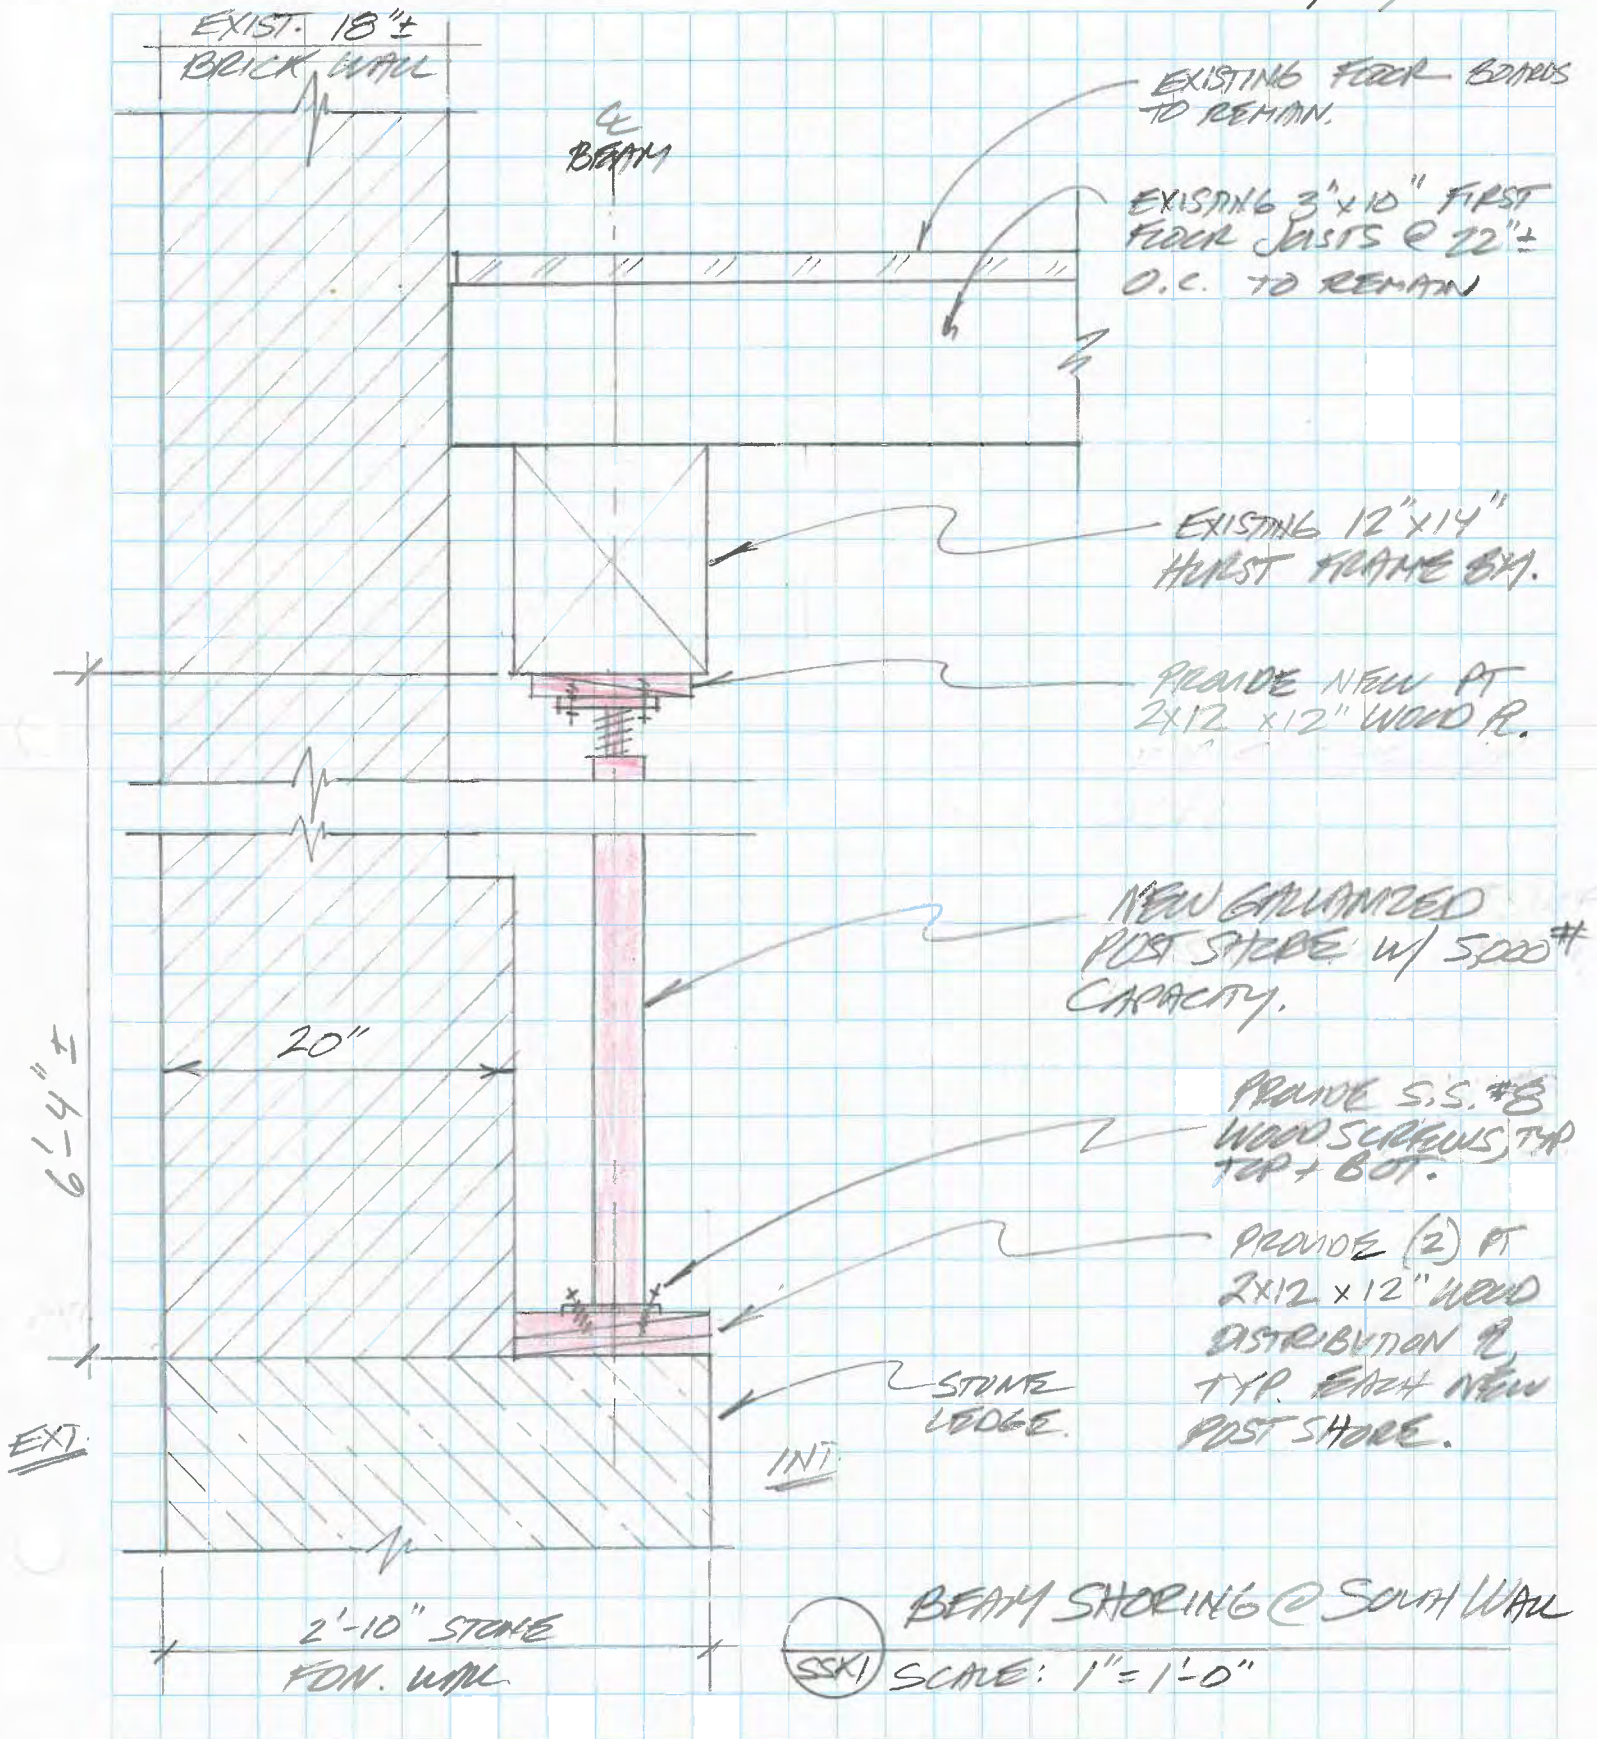 EXIST. 18"±
BRICK WALL
℄
BEAM
EXISTING FLOOR BOARDS
TO REMAIN.
EXISTING 3"x10" FIRST
FLOOR JOISTS @ 22"±
O.C. TO REMAIN
EXISTING 12"x14"
HURST FRAME BM.
PROVIDE NEW PT
2x12 x12" WOOD ℙL.
NEW GALVANIZED
POST SHORE W/ 5,000#
CAPACITY.
20"
6'-4"±
PROVIDE S.S. #8
WOOD SCREWS, TYP
TOP + BOT.
PROVIDE (2) PT
2x12 x 12" WOOD
DISTRIBUTION ℙL,
TYP. EACH NEW
POST SHORE.
STONE
LEDGE.
EXT.
INT.
2'-10" STONE
FDN. WALL
BEAM SHORING @ SOUTH WALL
SSK1
SCALE: 1"=1'-0"